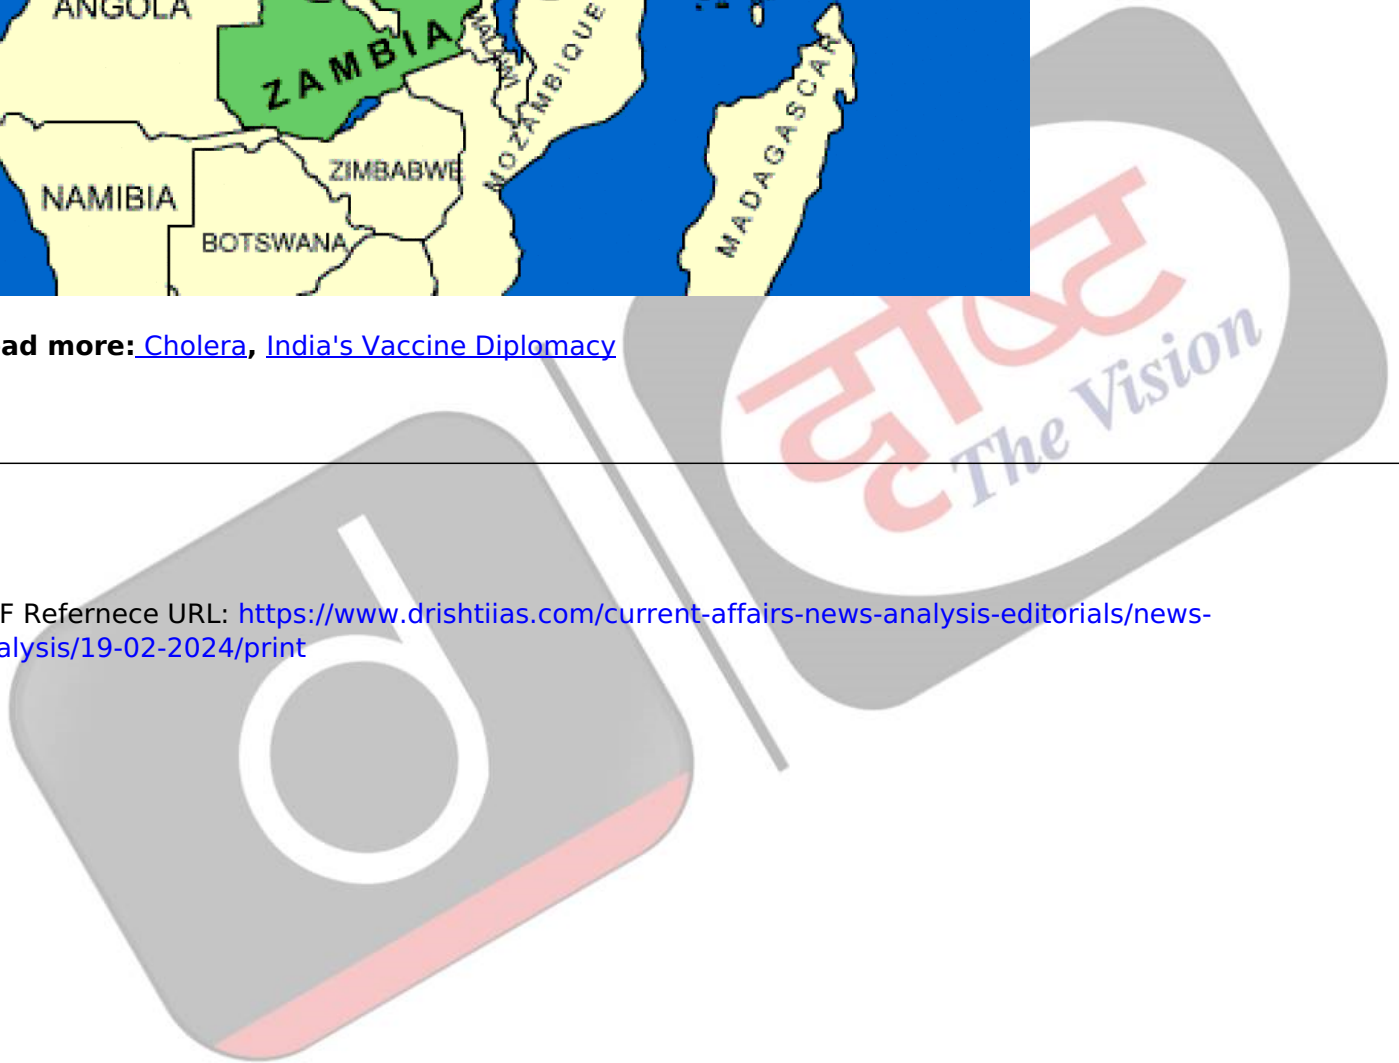 ANGOLA
ZAMBIA
MALAWI
MOZAMBIQUE
MADAGASCAR
ZIMBABWE
NAMIBIA
BOTSWANA
दृष्टि
The Vision
ad more: Cholera, India's Vaccine Diplomacy
d
F Refernece URL: https://www.drishtiias.com/current-affairs-news-analysis-editorials/news-
alysis/19-02-2024/print